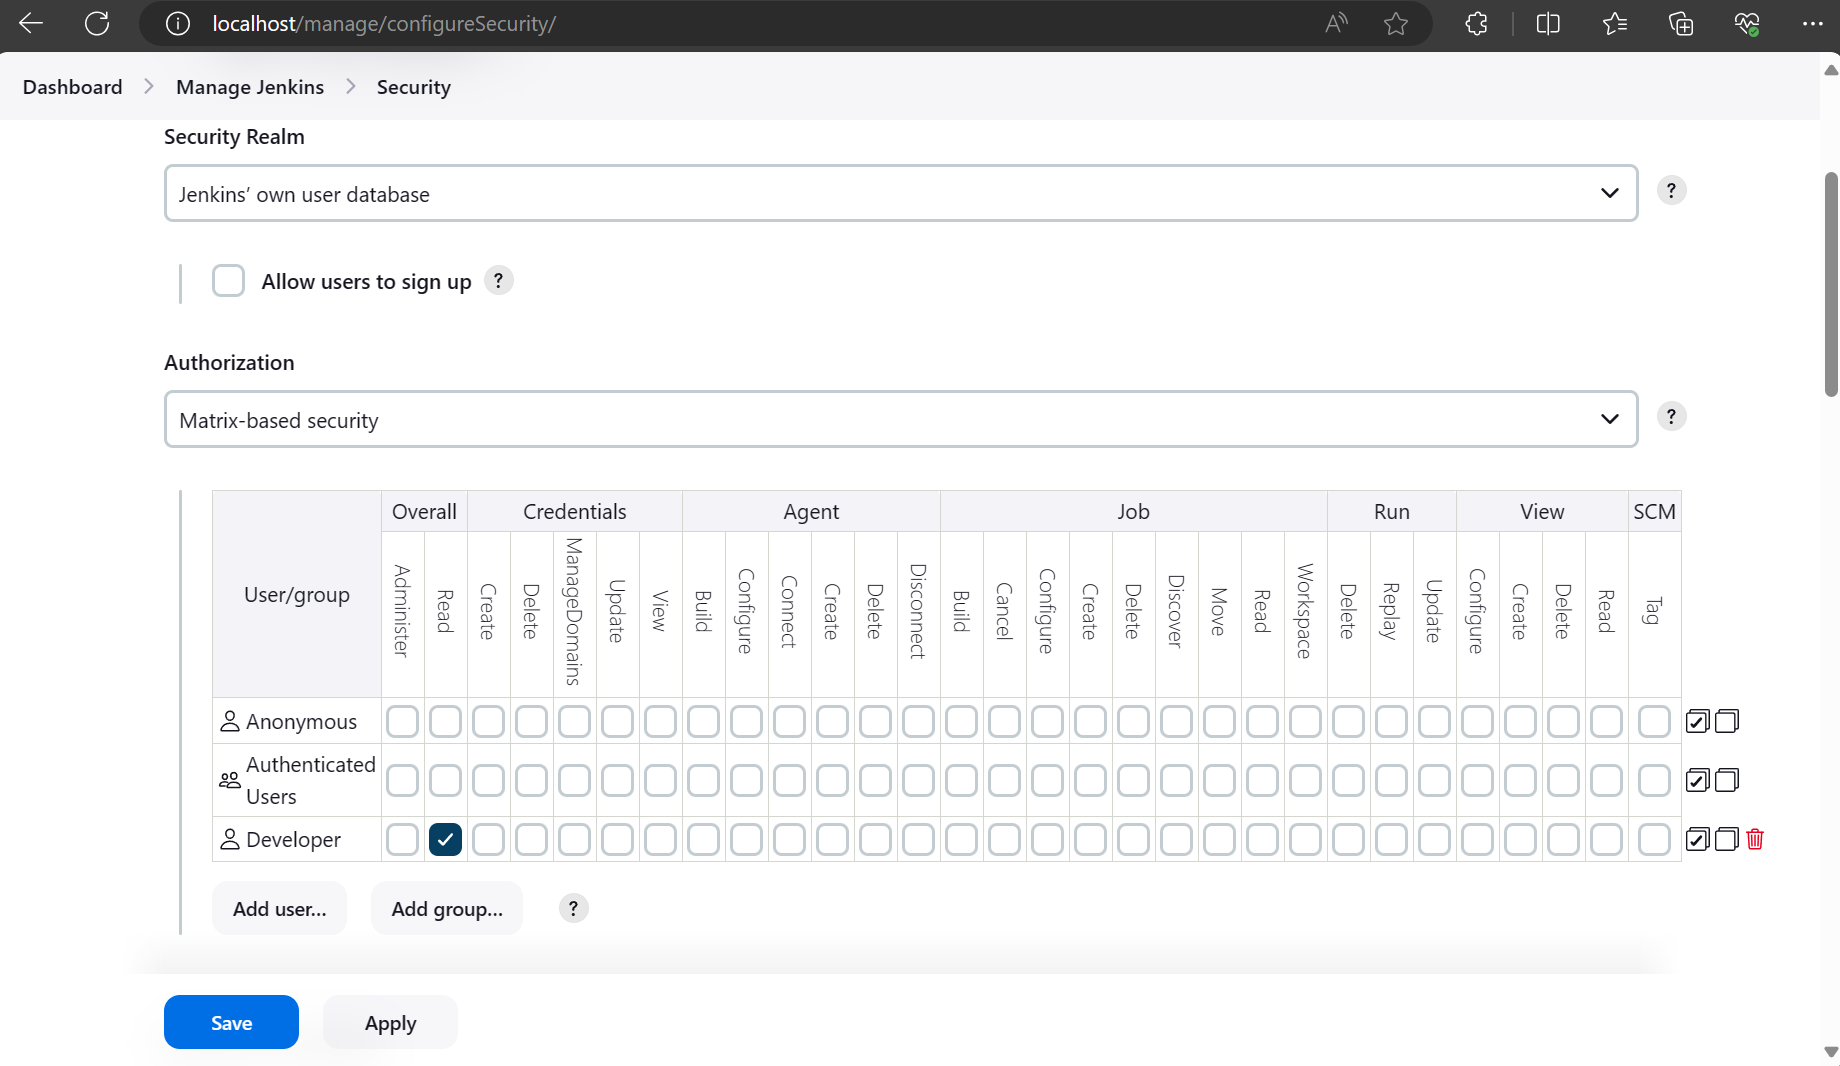 localhost/manage/configureSecurity/
Dashboard > Manage Jenkins > Security
Security Realm
Jenkins’ own user database
?
Allow users to sign up ?
Authorization
Matrix-based security
?
User/group Overall Credentials Agent Job Run View SCM
Administer Read Create Delete ManageDomains Update View Build Configure Connect Create Delete Disconnect Build Cancel Configure Create Delete Discover Move Read Workspace Delete Replay Update Configure Create Delete Read Tag
Anonymous
Authenticated
Users
Developer
Add user... Add group... ?
Save Apply